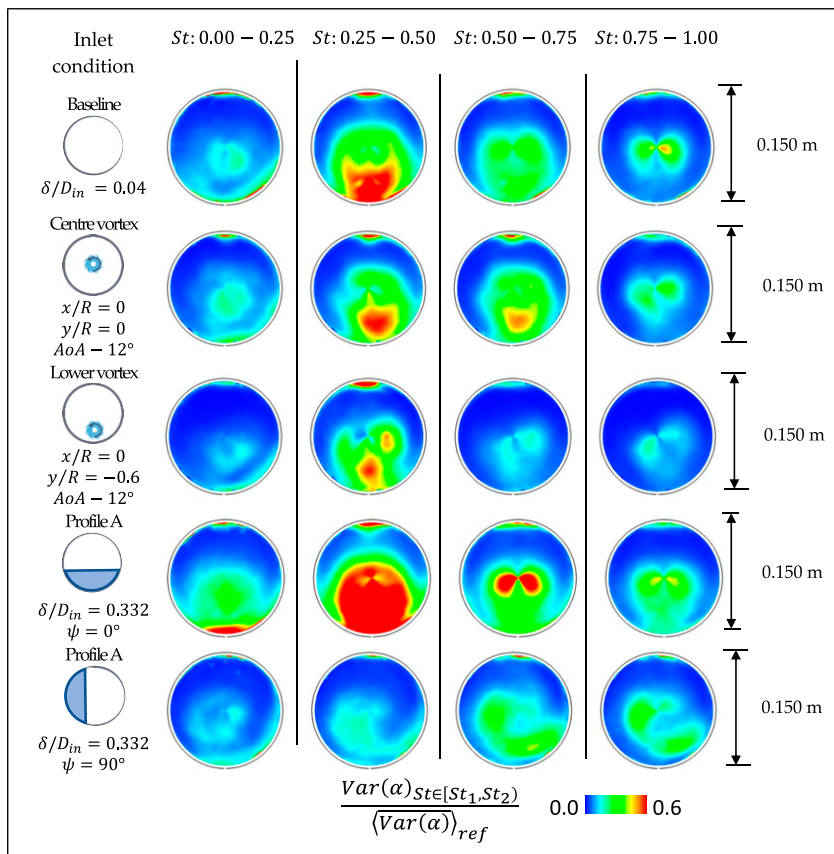 Inlet
condition
St: 0.00 − 0.25
St: 0.25 − 0.50
St: 0.50 − 0.75
St: 0.75 − 1.00
Baseline
δ/D_in = 0.04
0.150 m
Centre vortex
x/R = 0
y/R = 0
AoA − 12°
0.150 m
Lower vortex
x/R = 0
y/R = −0.6
AoA − 12°
0.150 m
Profile A
δ/D_in = 0.332
ψ = 0°
0.150 m
Profile A
δ/D_in = 0.332
ψ = 90°
0.150 m
Var(α)_St∈[St₁,St₂)
⟨V̅a̅r̅(̅α̅)̅⟩_ref
0.0
0.6